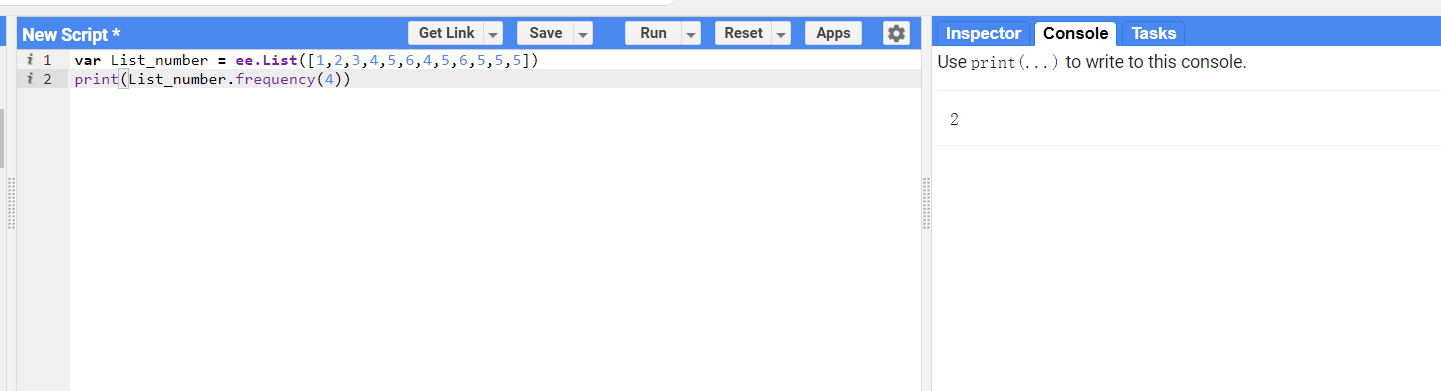 New Script *
Get Link
Save
Run
Reset
Apps
i 1 var List_number = ee.List([1,2,3,4,5,6,4,5,6,5,5,5])
i 2 print(List_number.frequency(4))
Inspector
Console
Tasks
Use print(...) to write to this console.
2